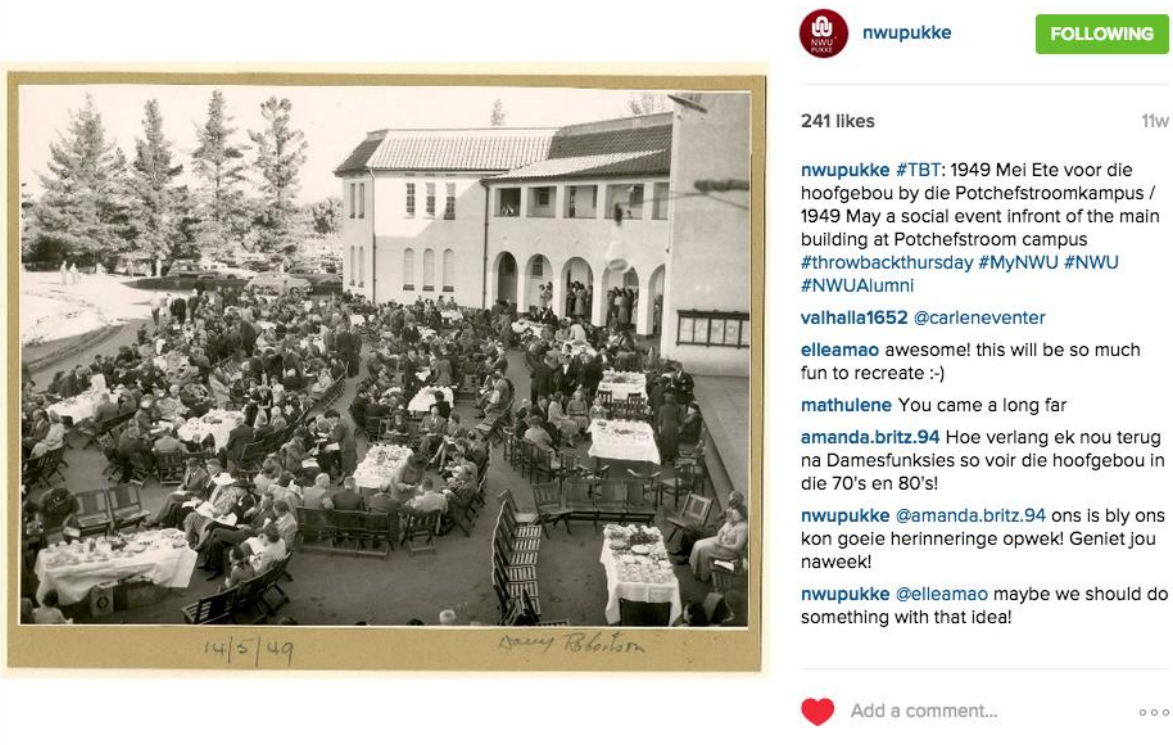 NWU
PUKKE
nwupukke
FOLLOWING
241 likes
11w
nwupukke #TBT: 1949 Mei Ete voor die
hoofgebou by die Potchefstroomkampus /
1949 May a social event infront of the main
building at Potchefstroom campus
#throwbackthursday #MyNWU #NWU
#NWUAlumni
valhalla1652 @carleneventer
elleamao awesome! this will be so much
fun to recreate :-)
mathulene You came a long far
amanda.britz.94 Hoe verlang ek nou terug
na Damesfunksies so voir die hoofgebou in
die 70's en 80's!
nwupukke @amanda.britz.94 ons is bly ons
kon goeie herinneringe opwek! Geniet jou
naweek!
nwupukke @elleamao maybe we should do
something with that idea!
Add a comment...
14/5/49
Robertson